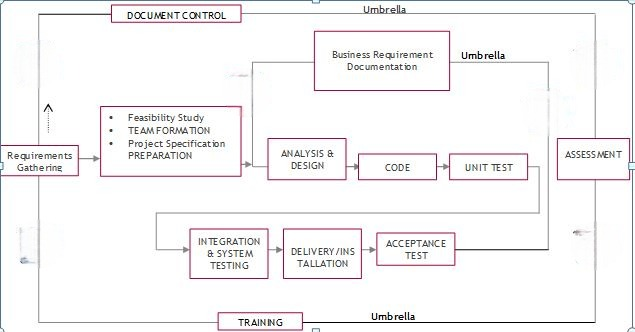 DOCUMENT CONTROL
Umbrella
Business Requirement
Documentation
Umbrella
• Feasibility Study
• TEAM FORMATION
• Project Specification
PREPARATION
Requirements
Gathering
ANALYSIS &
DESIGN
CODE
UNIT TEST
ASSESSMENT
INTEGRATION
& SYSTEM
TESTING
DELIVERY/INS
TALLATION
ACCEPTANCE
TEST
TRAINING
Umbrella